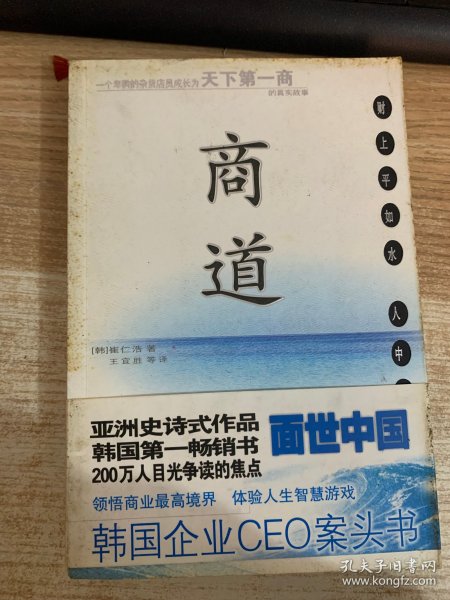 一个卑微的杂货店员成长为天下第一商
的真实故事
商道
财上平如水 人中
[韩]崔仁浩 著
王宜胜 等译
亚洲史诗式作品
韩国第一畅销书
200万人目光争读的焦点
面世中国
领悟商业最高境界 体验人生智慧游戏
韩国企业CEO案头书
孔夫子旧书网
www.kongfz.com